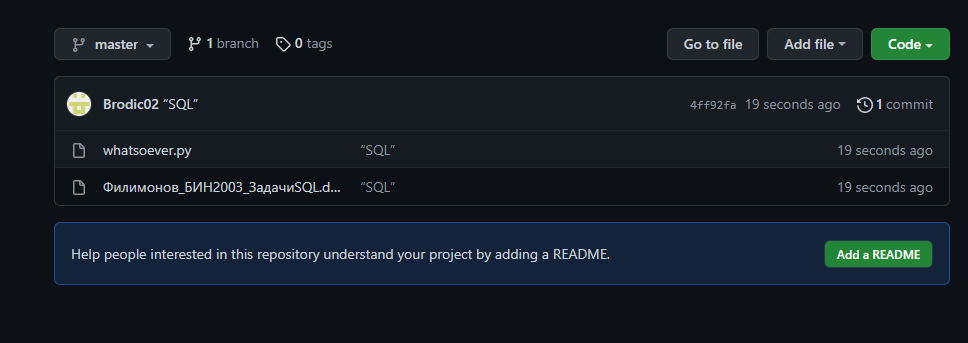 master 1 branch 0 tags Go to file Add file Code
Brodic02 “SQL” 4ff92fa 19 seconds ago 1 commit
whatsoever.py “SQL” 19 seconds ago
Филимонов_БИН2003_ЗадачиSQL.d... “SQL” 19 seconds ago
Help people interested in this repository understand your project by adding a README. Add a README